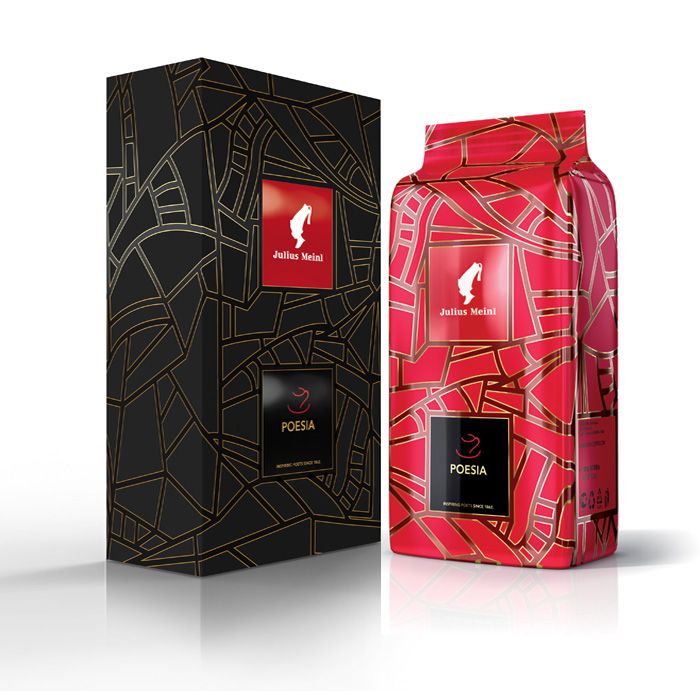 Julius Meinl
POESIA
INSPIRING POETS SINCE 1862.
Julius Meinl
POESIA
INSPIRING POETS SINCE 1862.